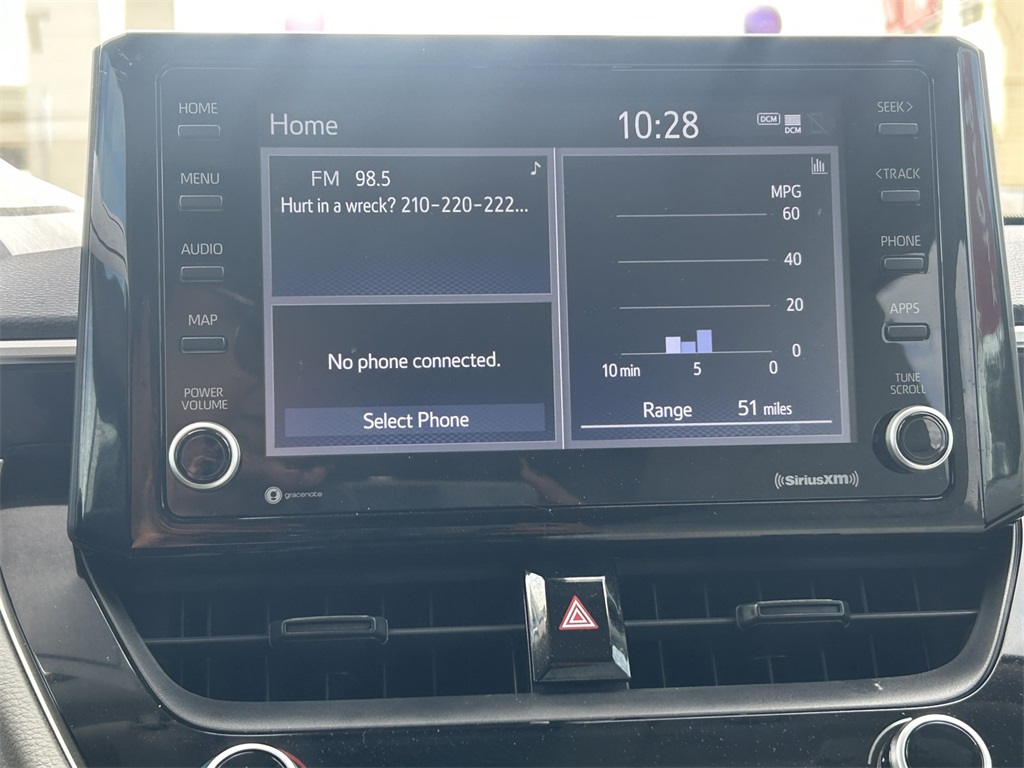 HOME
MENU
AUDIO
MAP
POWER
VOLUME
Home
10:28
DCM
DCM
FM 98.5
Hurt in a wreck? 210-220-222...
No phone connected.
Select Phone
MPG
60
40
20
0
10 min 5 0
Range 51 miles
SEEK>
<TRACK
PHONE
APPS
TUNE
SCROLL
gracenote
((SiriusXM))